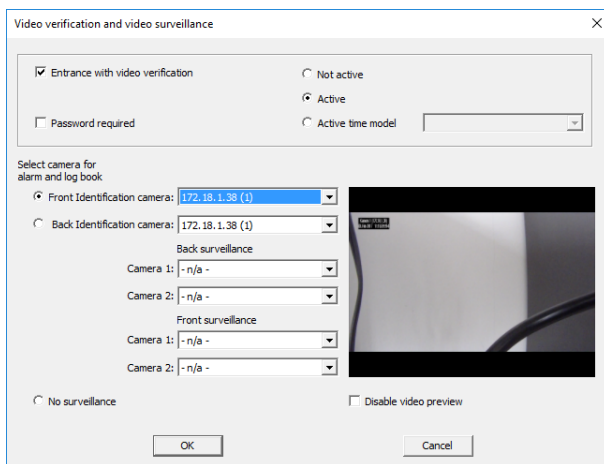 Video verification and video surveillance
Entrance with video verification
Not active
Active
Password required
Active time model
Select camera for
alarm and log book
Front Identification camera: 172.18.1.38 (1)
Back Identification camera: 172.18.1.38 (1)
Back surveillance
Camera 1: - n/a -
Camera 2: - n/a -
Front surveillance
Camera 1: - n/a -
Camera 2: - n/a -
No surveillance
Disable video preview
OK
Cancel